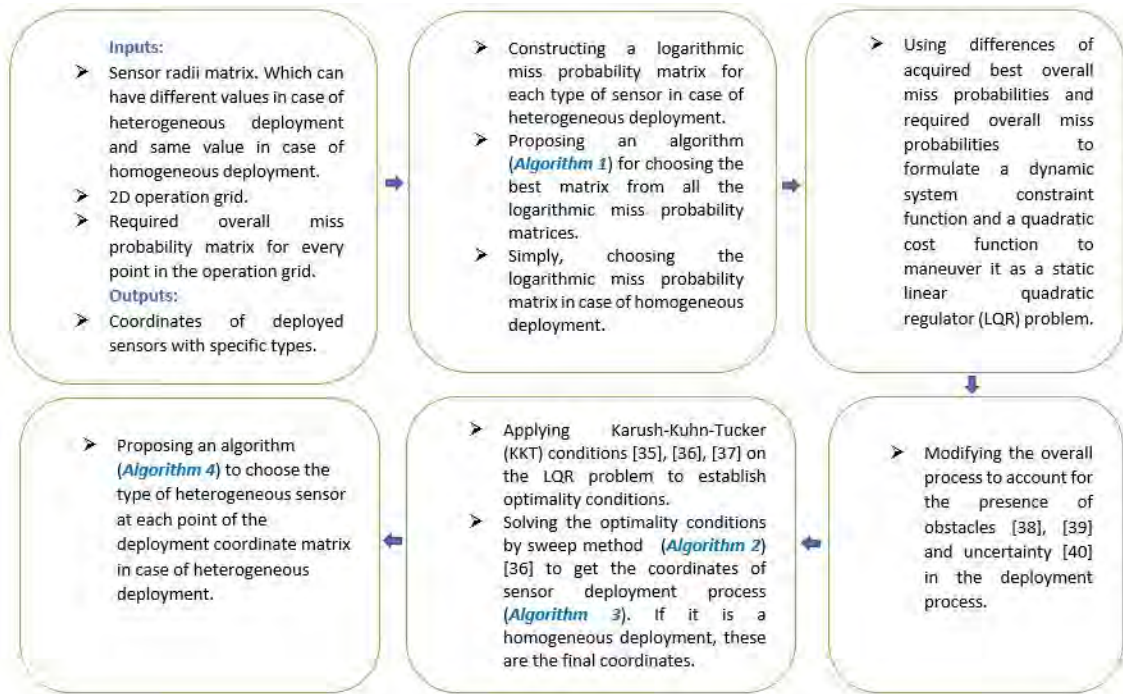 Inputs:
➤ Sensor radii matrix. Which can
have different values in case of
heterogeneous deployment
and same value in case of
homogeneous deployment.
➤ 2D operation grid.
➤ Required overall miss
probability matrix for every
point in the operation grid.
Outputs:
➤ Coordinates of deployed
sensors with specific types.
➤ Constructing a logarithmic
miss probability matrix for
each type of sensor in case of
heterogeneous deployment.
➤ Proposing an algorithm
(Algorithm 1) for choosing the
best matrix from all the
logarithmic miss probability
matrices.
➤ Simply, choosing the
logarithmic miss probability
matrix in case of homogeneous
deployment.
➤ Using differences of
acquired best overall
miss probabilities and
required overall miss
probabilities to
formulate a dynamic
system constraint
function and a quadratic
cost function to
maneuver it as a static
linear quadratic
regulator (LQR) problem.
➤ Modifying the overall
process to account for
the presence of
obstacles [38], [39]
and uncertainty [40]
in the deployment
process.
➤ Applying Karush-Kuhn-Tucker
(KKT) conditions [35], [36], [37] on
the LQR problem to establish
optimality conditions.
➤ Solving the optimality conditions
by sweep method (Algorithm 2)
[36] to get the coordinates of
sensor deployment process
(Algorithm 3). If it is a
homogeneous deployment, these
are the final coordinates.
➤ Proposing an algorithm
(Algorithm 4) to choose the
type of heterogeneous sensor
at each point of the
deployment coordinate matrix
in case of heterogeneous
deployment.